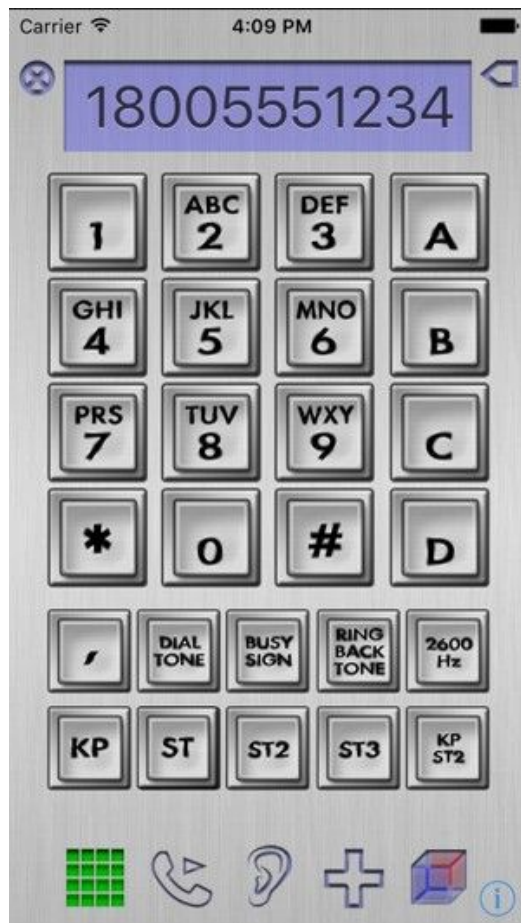 Carrier 4:09 PM
18005551234
1 ABC 2 DEF 3 A
GHI 4 JKL 5 MNO 6 B
PRS 7 TUV 8 WXY 9 C
* 0 # D
, DIAL TONE BUSY SIGN RING BACK TONE 2600 Hz
KP ST ST2 ST3 KP ST2
i